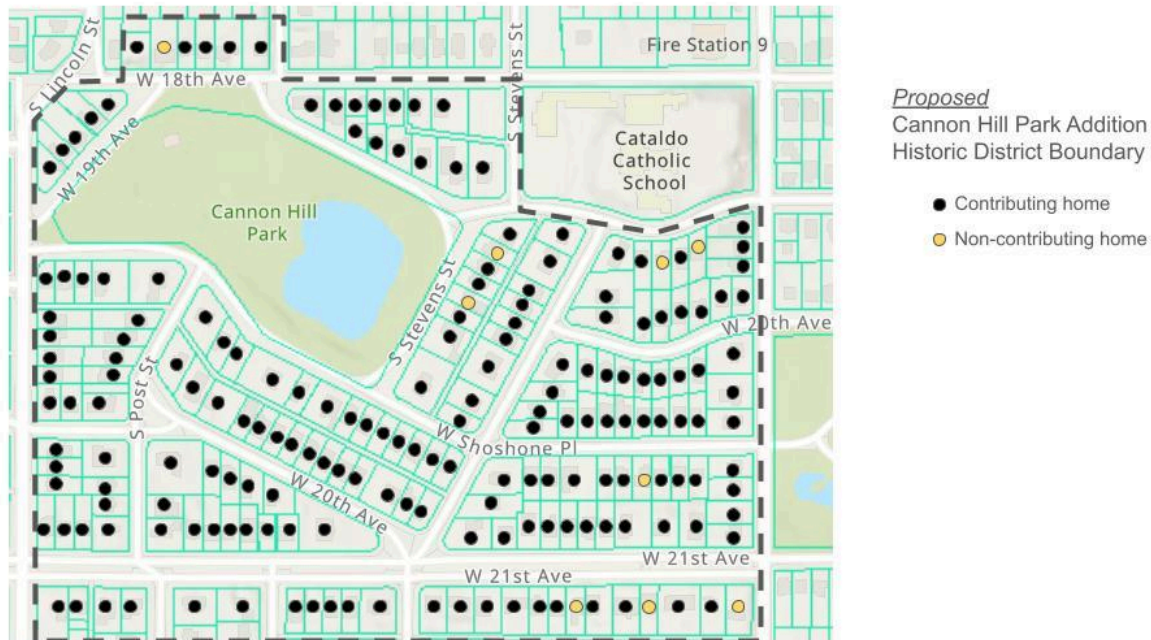 S Lincoln St
W 18th Ave
S Stevens St
Fire Station 9
W 19th Ave
Cataldo
Catholic
School
Cannon Hill
Park
S Stevens St
W 20th Ave
S Post St
W Shoshone Pl
W 20th Ave
W 21st Ave
W 21st Ave
Proposed
Cannon Hill Park Addition
Historic District Boundary
Contributing home
Non-contributing home